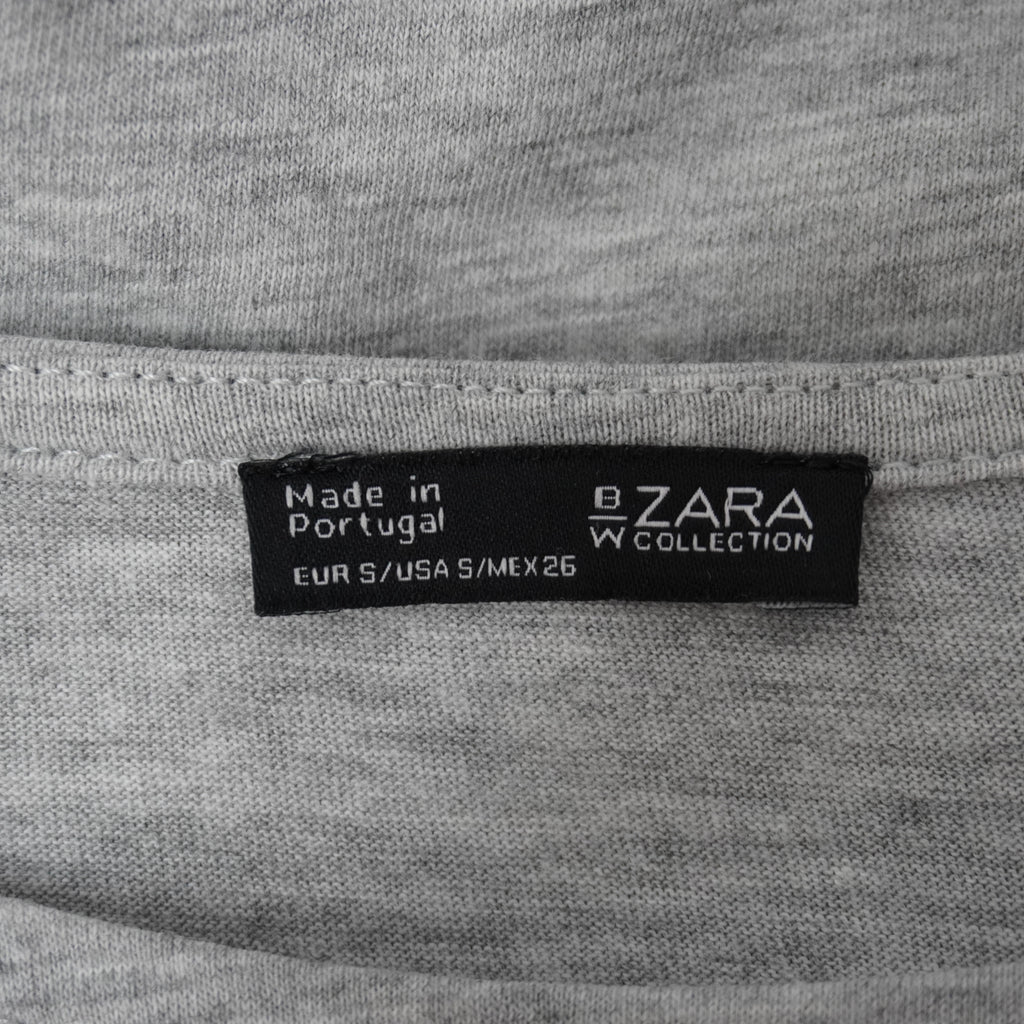 Made in
Portugal
EUR S/USA S/MEX 26
B
W
ZARA
COLLECTION